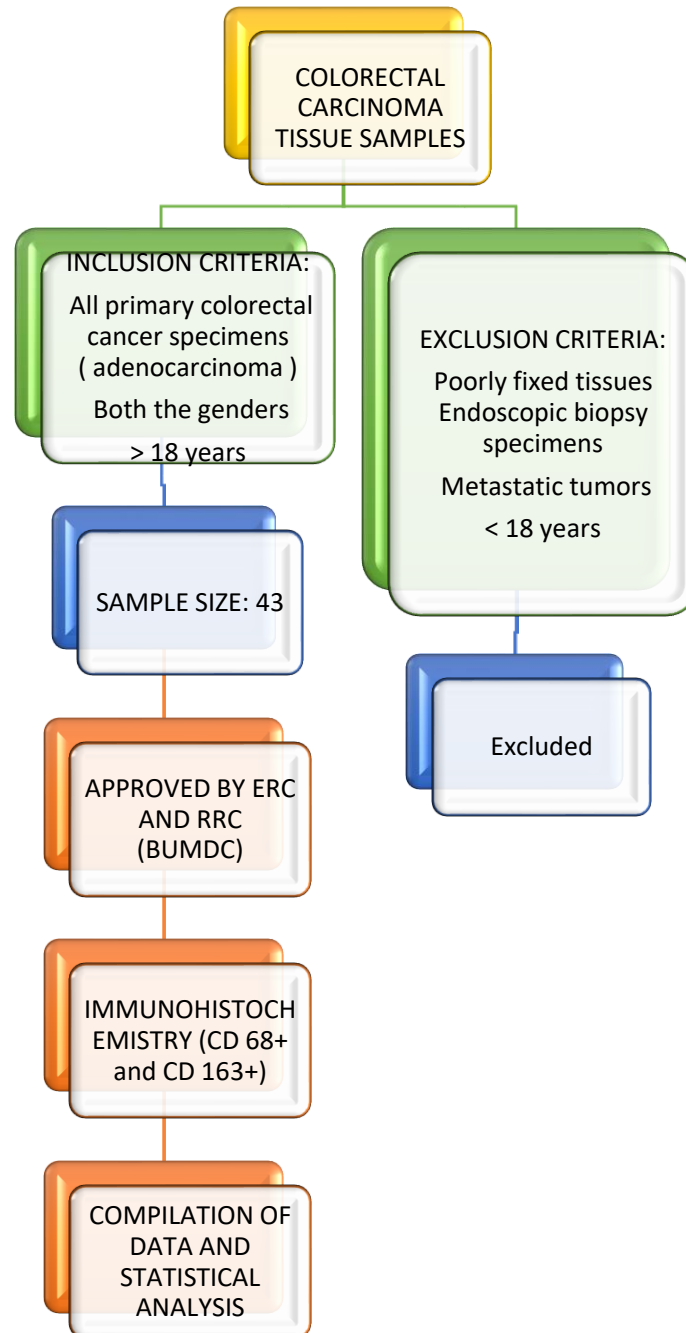 COLORECTAL
CARCINOMA
TISSUE SAMPLES
INCLUSION CRITERIA:
All primary colorectal
cancer specimens
( adenocarcinoma )
Both the genders
> 18 years
EXCLUSION CRITERIA:
Poorly fixed tissues
Endoscopic biopsy
specimens
Metastatic tumors
< 18 years
SAMPLE SIZE: 43
Excluded
APPROVED BY ERC
AND RRC
(BUMDC)
IMMUNOHISTOCH
EMISTRY (CD 68+
and CD 163+)
COMPILATION OF
DATA AND
STATISTICAL
ANALYSIS